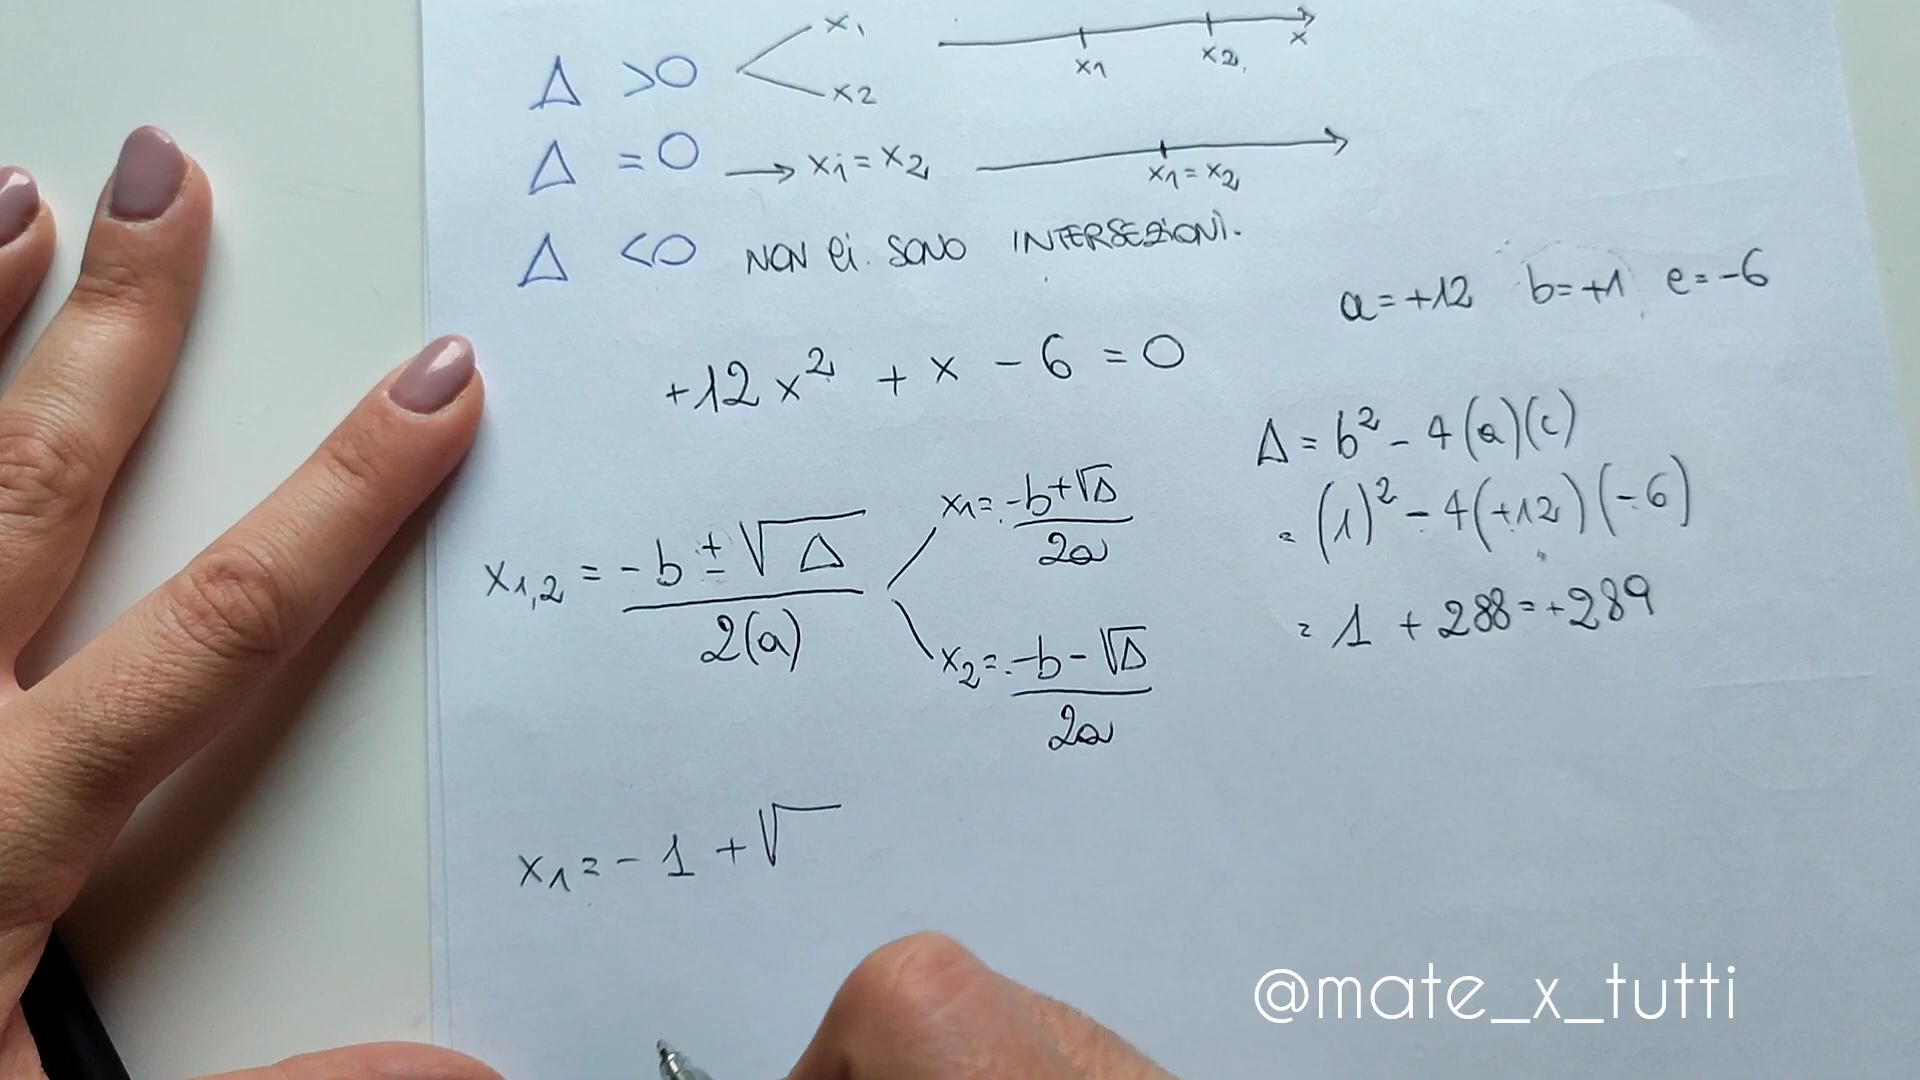 Δ >0 x1 x2 x1 x2 x
Δ =0 → x1 = x2 x1 = x2
Δ <0 NON ci SONO INTERSEZIONI.
a = +12 b = +1 c = -6
+12x² + x - 6 = 0
Δ = b² - 4(a)(c)
= (1)² - 4(+12)(-6)
= 1 + 288 = +289
x1,2 = -b ± √Δ / 2(a)
x1 = -b + √Δ / 2a
x2 = -b - √Δ / 2a
x1 = - 1 + √
@mate_x_tutti